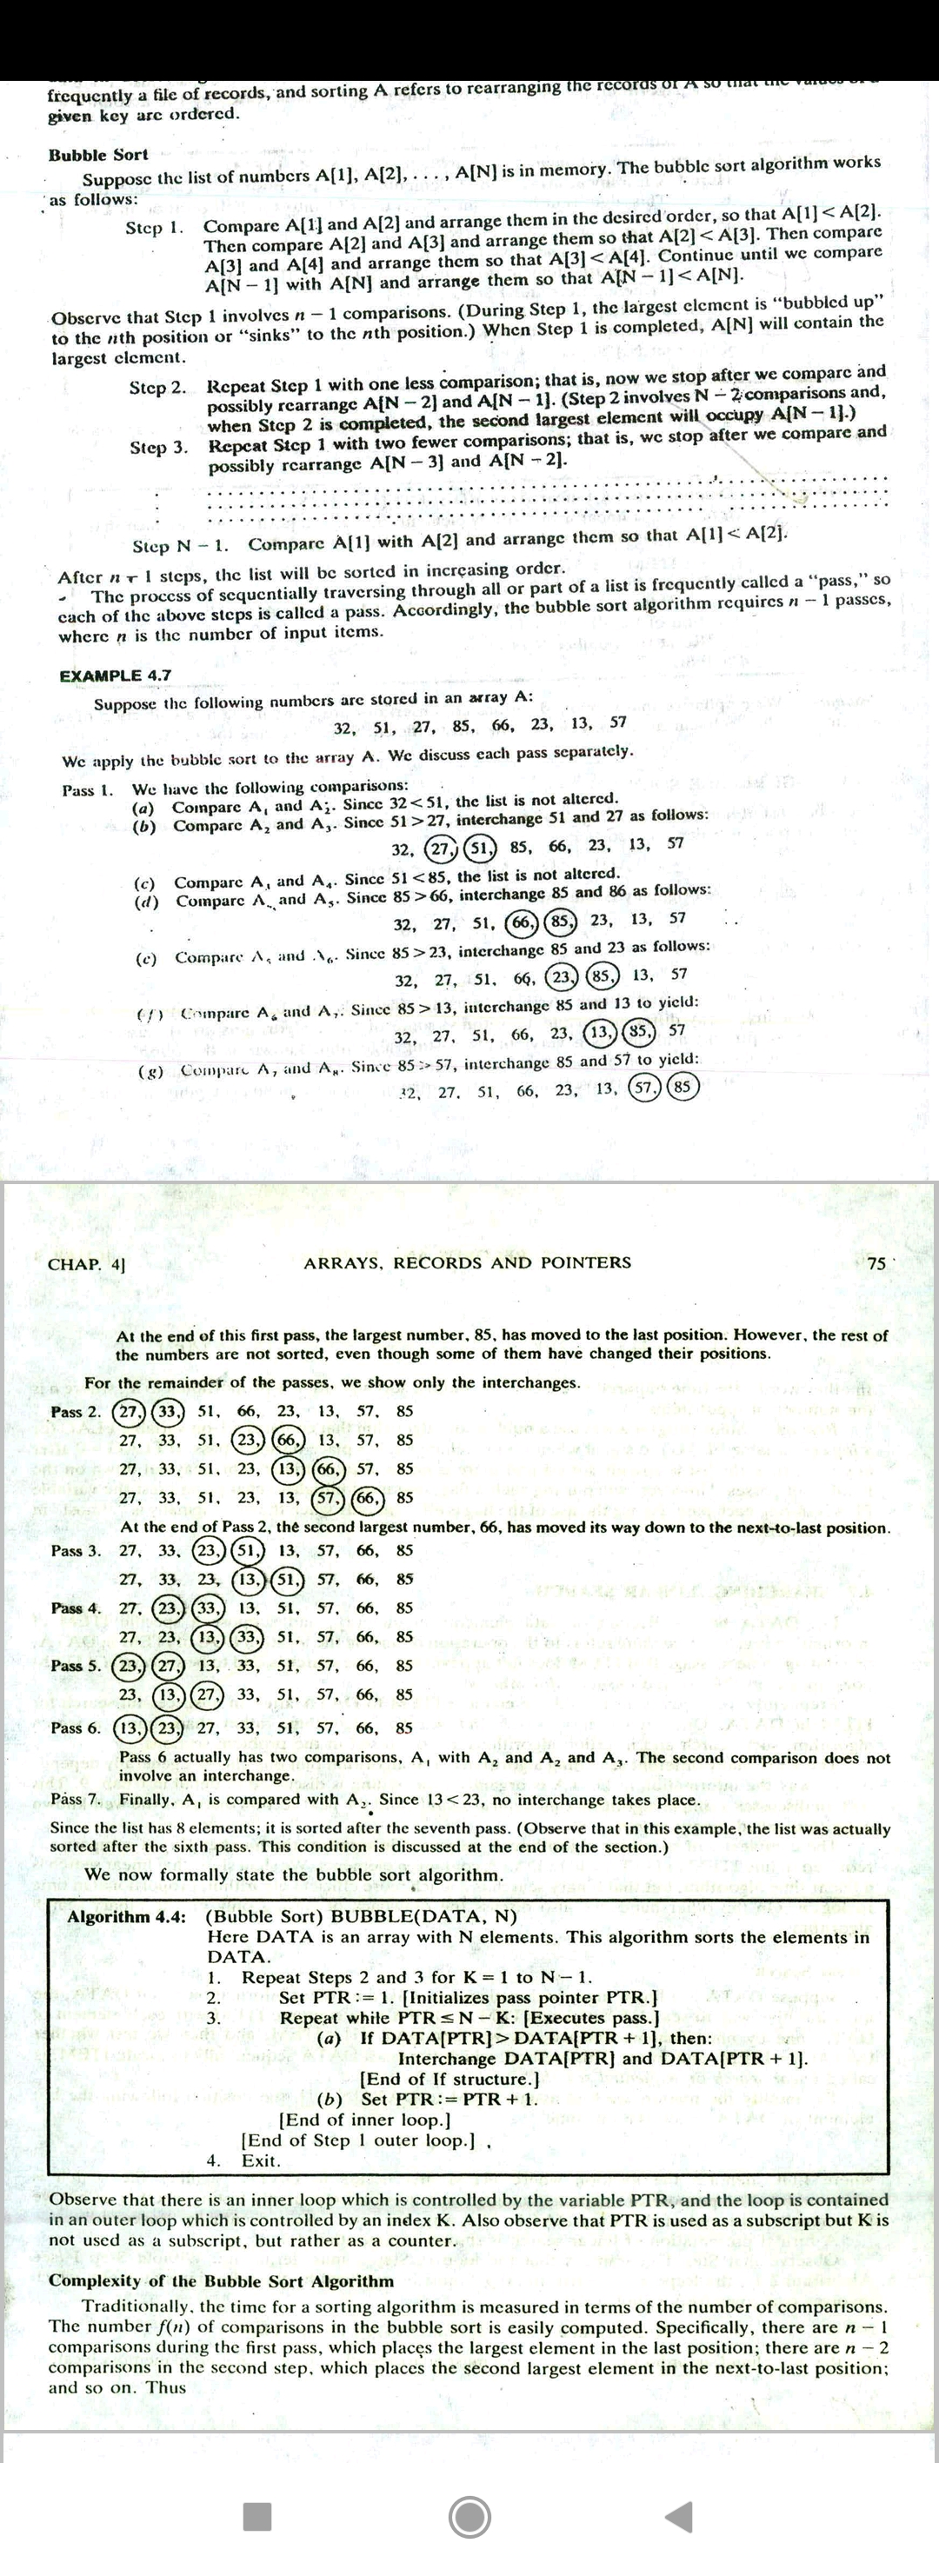 frequently a file of records, and sorting A refers to rearranging the records of A so that the values of a
given key are ordered.
Bubble Sort
Suppose the list of numbers A[1], A[2], . . . , A[N] is in memory. The bubble sort algorithm works
as follows:
Step 1. Compare A[1] and A[2] and arrange them in the desired order, so that A[1] < A[2].
Then compare A[2] and A[3] and arrange them so that A[2] < A[3]. Then compare
A[3] and A[4] and arrange them so that A[3] < A[4]. Continue until we compare
A[N − 1] with A[N] and arrange them so that A[N − 1] < A[N].
Observe that Step 1 involves n − 1 comparisons. (During Step 1, the largest element is "bubbled up"
to the nth position or "sinks" to the nth position.) When Step 1 is completed, A[N] will contain the
largest element.
Step 2. Repeat Step 1 with one less comparison; that is, now we stop after we compare and
possibly rearrange A[N − 2] and A[N − 1]. (Step 2 involves N − 2 comparisons and,
when Step 2 is completed, the second largest element will occupy A[N − 1].)
Step 3. Repeat Step 1 with two fewer comparisons; that is, we stop after we compare and
possibly rearrange A[N − 3] and A[N − 2].
Step N − 1. Compare A[1] with A[2] and arrange them so that A[1] < A[2].
After n − 1 steps, the list will be sorted in increasing order.
The process of sequentially traversing through all or part of a list is frequently called a "pass," so
each of the above steps is called a pass. Accordingly, the bubble sort algorithm requires n − 1 passes,
where n is the number of input items.
EXAMPLE 4.7
Suppose the following numbers are stored in an array A:
32, 51, 27, 85, 66, 23, 13, 57
We apply the bubble sort to the array A. We discuss each pass separately.
Pass 1. We have the following comparisons:
(a) Compare A₁ and A₂. Since 32 < 51, the list is not altered.
(b) Compare A₂ and A₃. Since 51 > 27, interchange 51 and 27 as follows:
32, 27, 51, 85, 66, 23, 13, 57
(c) Compare A₃ and A₄. Since 51 < 85, the list is not altered.
(d) Compare A₄ and A₅. Since 85 > 66, interchange 85 and 86 as follows:
32, 27, 51, 66, 85, 23, 13, 57
(e) Compare A₅ and A₆. Since 85 > 23, interchange 85 and 23 as follows:
32, 27, 51, 66, 23, 85, 13, 57
(f) Compare A₆ and A₇. Since 85 > 13, interchange 85 and 13 to yield:
32, 27, 51, 66, 23, 13, 85, 57
(g) Compare A₇ and A₈. Since 85 > 57, interchange 85 and 57 to yield:
32, 27, 51, 66, 23, 13, 57, 85
CHAP. 4] ARRAYS, RECORDS AND POINTERS 75
At the end of this first pass, the largest number, 85, has moved to the last position. However, the rest of
the numbers are not sorted, even though some of them have changed their positions.
For the remainder of the passes, we show only the interchanges.
Pass 2. 27, 33, 51, 66, 23, 13, 57, 85
27, 33, 51, 23, 66, 13, 57, 85
27, 33, 51, 23, 13, 66, 57, 85
27, 33, 51, 23, 13, 57, 66, 85
At the end of Pass 2, the second largest number, 66, has moved its way down to the next-to-last position.
Pass 3. 27, 33, 23, 51, 13, 57, 66, 85
27, 33, 23, 13, 51, 57, 66, 85
Pass 4. 27, 23, 33, 13, 51, 57, 66, 85
27, 23, 13, 33, 51, 57, 66, 85
Pass 5. 23, 27, 13, 33, 51, 57, 66, 85
23, 13, 27, 33, 51, 57, 66, 85
Pass 6. 13, 23, 27, 33, 51, 57, 66, 85
Pass 6 actually has two comparisons, A₁ with A₂ and A₂ and A₃. The second comparison does not
involve an interchange.
Pass 7. Finally, A₁ is compared with A₂. Since 13 < 23, no interchange takes place.
Since the list has 8 elements; it is sorted after the seventh pass. (Observe that in this example, the list was actually
sorted after the sixth pass. This condition is discussed at the end of the section.)
We now formally state the bubble sort algorithm.
Algorithm 4.4: (Bubble Sort) BUBBLE(DATA, N)
Here DATA is an array with N elements. This algorithm sorts the elements in
DATA.
1. Repeat Steps 2 and 3 for K = 1 to N − 1.
2. Set PTR := 1. [Initializes pass pointer PTR.]
3. Repeat while PTR ≤ N − K: [Executes pass.]
(a) If DATA[PTR] > DATA[PTR + 1], then:
Interchange DATA[PTR] and DATA[PTR + 1].
[End of If structure.]
(b) Set PTR := PTR + 1.
[End of inner loop.]
[End of Step 1 outer loop.]
4. Exit.
Observe that there is an inner loop which is controlled by the variable PTR, and the loop is contained
in an outer loop which is controlled by an index K. Also observe that PTR is used as a subscript but K is
not used as a subscript, but rather as a counter.
Complexity of the Bubble Sort Algorithm
Traditionally, the time for a sorting algorithm is measured in terms of the number of comparisons.
The number f(n) of comparisons in the bubble sort is easily computed. Specifically, there are n − 1
comparisons during the first pass, which places the largest element in the last position; there are n − 2
comparisons in the second step, which places the second largest element in the next-to-last position;
and so on. Thus